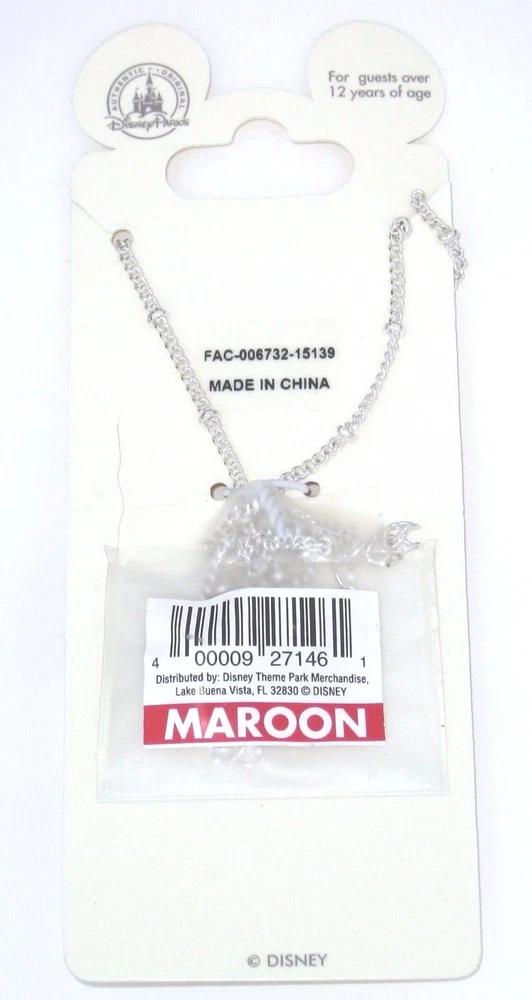 AUTHENTIC • ORIGINAL
Disney Parks
For guests over
12 years of age
FAC-006732-15139
MADE IN CHINA
4 00009 27146 1
Distributed by: Disney Theme Park Merchandise,
Lake Buena Vista, FL 32830 © DISNEY
MAROON
© DISNEY